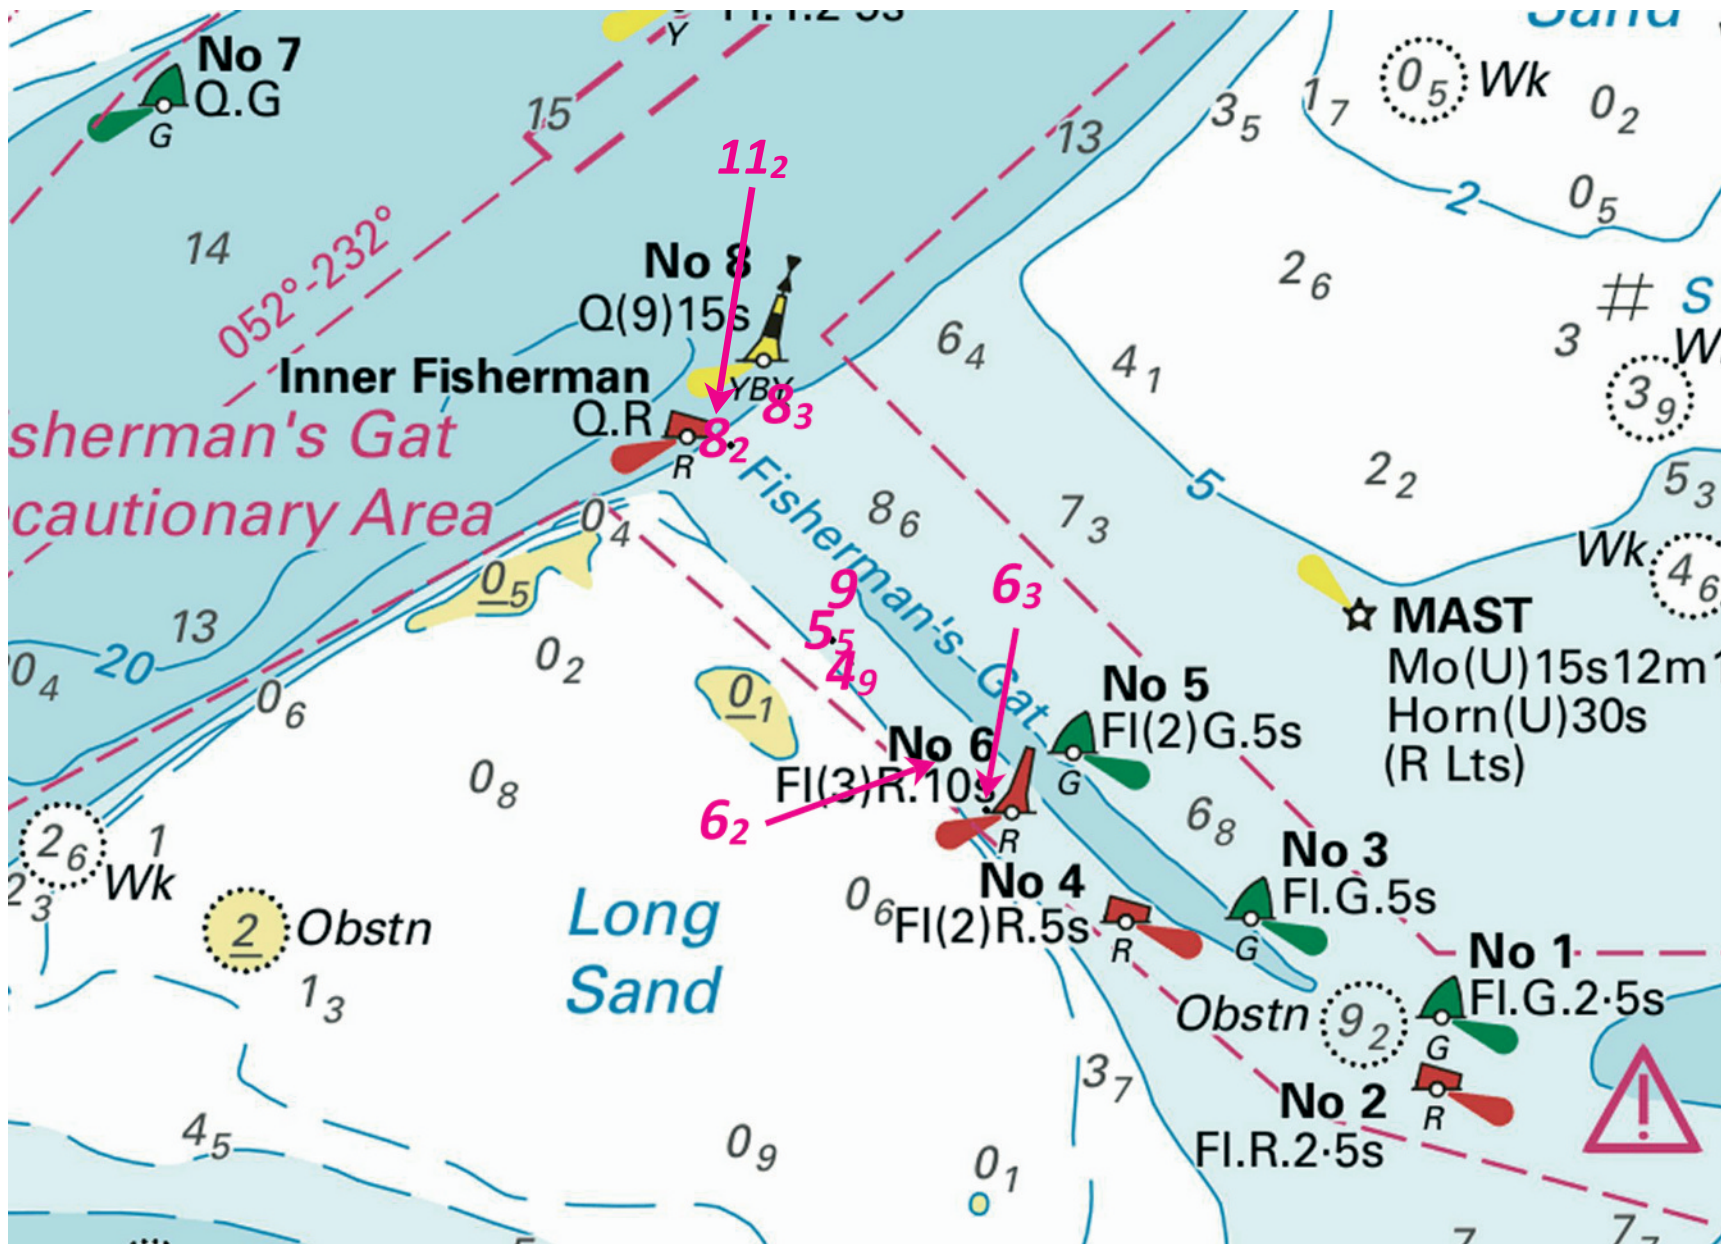 Sand
Y
Fl.Y.2·5s
No 7
Q.G
G
15
13
3₅
1₇
0₅ Wk
0₂
11₂
0₅
2
14
052°-232°
No 8
Q(9)15s
YBY
2₆
S
3
3₉
6₄
4₁
Inner Fisherman
Q.R
R
8₃
8₂
Fisherman's Gat
sherman's Gat
cautionary Area
8₆
7₃
5
2₂
5₃
Wk 4₆
0₄
0₅
9
5₅
4₉
6₃
MAST
Mo(U)15s12m1
Horn(U)30s
(R Lts)
13
20
0₄
0₆
0₂
0₁
No 5
Fl(2)G.5s
G
No 6
Fl(3)R.10s
R
6₂
0₈
6₈
2₆
Wk
1
2₃
2
Obstn
1₃
Long
Sand
0₆
No 4
Fl(2)R.5s
R
No 3
Fl.G.5s
G
No 1
Fl.G.2·5s
G
Obstn 9₂
No 2
Fl.R.2·5s
R
3₇
4₅
0₉
0₁
!